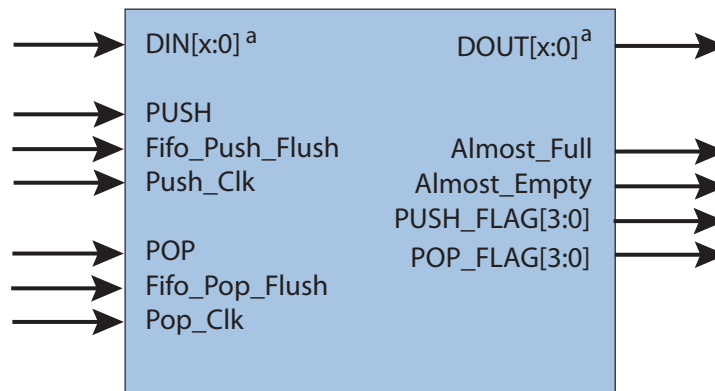 DIN[x:0] a
DOUT[x:0] a
PUSH
Fifo_Push_Flush
Almost_Full
Push_Clk
Almost_Empty
PUSH_FLAG[3:0]
POP
POP_FLAG[3:0]
Fifo_Pop_Flush
Pop_Clk